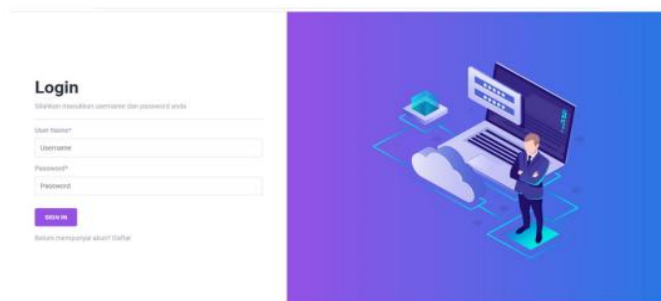 Login
Silahkan masukkan username dan password anda
User Name*
Username
Password*
Password
SIGN IN
Belum mempunyai akun? Daftar